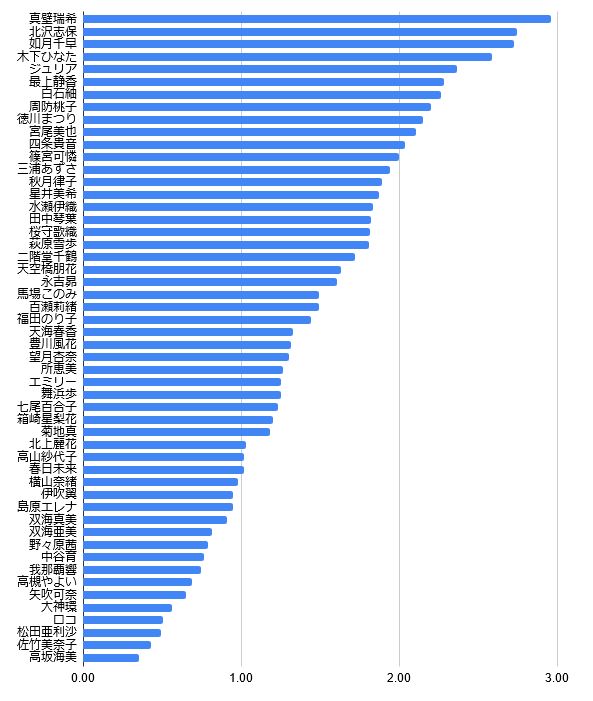 真壁瑞希
北沢志保
如月千早
木下ひなた
ジュリア
最上静香
白石紬
周防桃子
徳川まつり
宮尾美也
四条貴音
篠宮可憐
三浦あずさ
秋月律子
星井美希
水瀬伊織
田中琴葉
桜守歌織
萩原雪歩
二階堂千鶴
天空橋朋花
永吉昴
馬場このみ
百瀬莉緒
福田のり子
天海春香
豊川風花
望月杏奈
所恵美
エミリー
舞浜歩
七尾百合子
箱崎星梨花
菊地真
北上麗花
高山紗代子
春日未来
横山奈緒
伊吹翼
島原エレナ
双海真美
双海亜美
野々原茜
中谷育
我那覇響
高槻やよい
矢吹可奈
大神環
ロコ
松田亜利沙
佐竹美奈子
高坂海美
0.00 1.00 2.00 3.00